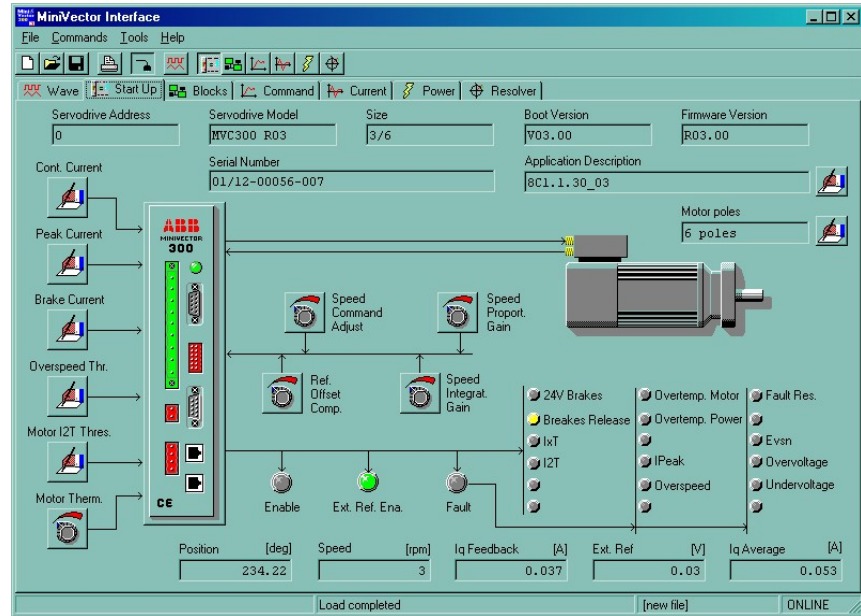 MiniVector Interface
File Commands Tools Help
Wave Start Up Blocks Command Current Power Resolver
Servodrive Address Servodrive Model Size Boot Version Firmware Version
0 MVC300 R03 3/6 V03.00 R03.00
Serial Number Application Description
01/12-00056-007 8C1.1.30_03
Cont. Current
Motor poles
6 poles
ABB
MINIVECTOR
300
Peak Current
Brake Current
Speed Command Adjust
Speed Proport. Gain
Overspeed Thr.
Ref. Offset Comp.
Speed Integrat. Gain
24V Brakes Overtemp. Motor Fault Res.
Breakes Release Overtemp. Power
IxT Evsn
I2T IPeak Overvoltage
Overspeed Undervoltage
Motor I2T Thres.
Motor Therm.
CE
Enable Ext. Ref. Ena. Fault
Position [deg] Speed [rpm] Iq Feedback [A] Ext. Ref [V] Iq Average [A]
234.22 3 0.037 0.03 0.053
Load completed [new file] ONLINE